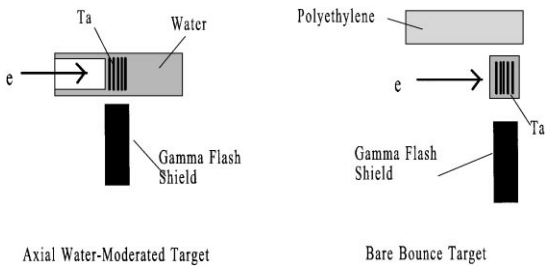 Ta
Water
e
Gamma Flash
Shield
Axial Water-Moderated Target
Polyethylene
e
Ta
Gamma Flash
Shield
Bare Bounce Target